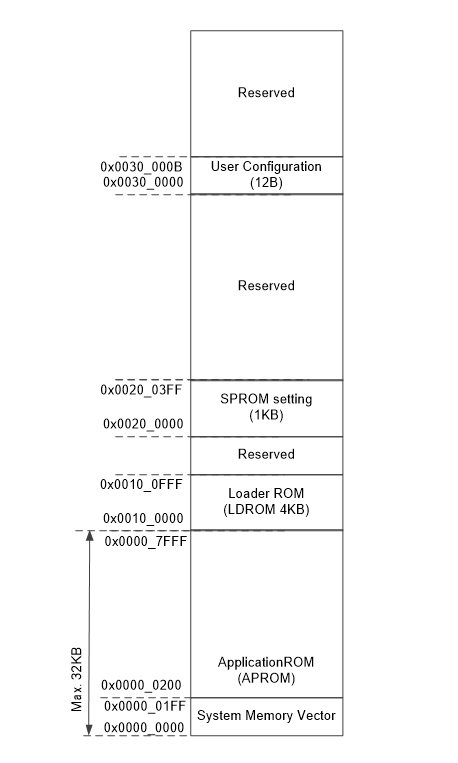 Reserved
0x0030_000B
0x0030_0000
User Configuration
(12B)
Reserved
0x0020_03FF
0x0020_0000
SPROM setting
(1KB)
Reserved
0x0010_0FFF
0x0010_0000
Loader ROM
(LDROM 4KB)
0x0000_7FFF
Max. 32KB
ApplicationROM
(APROM)
0x0000_0200
0x0000_01FF
System Memory Vector
0x0000_0000